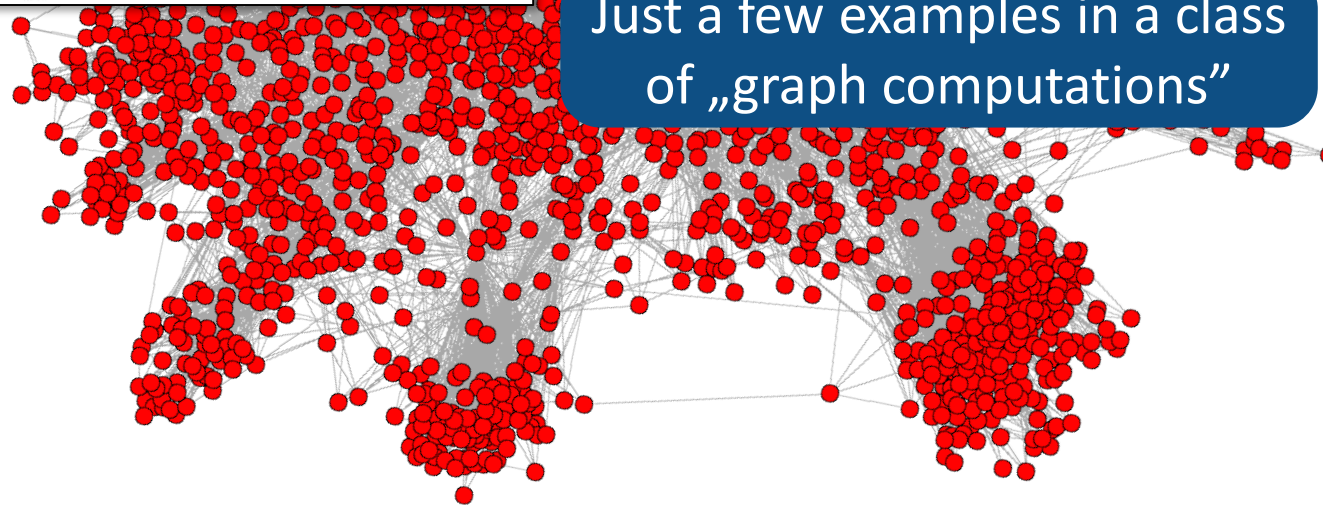 Just a few examples in a class
of „graph computations”